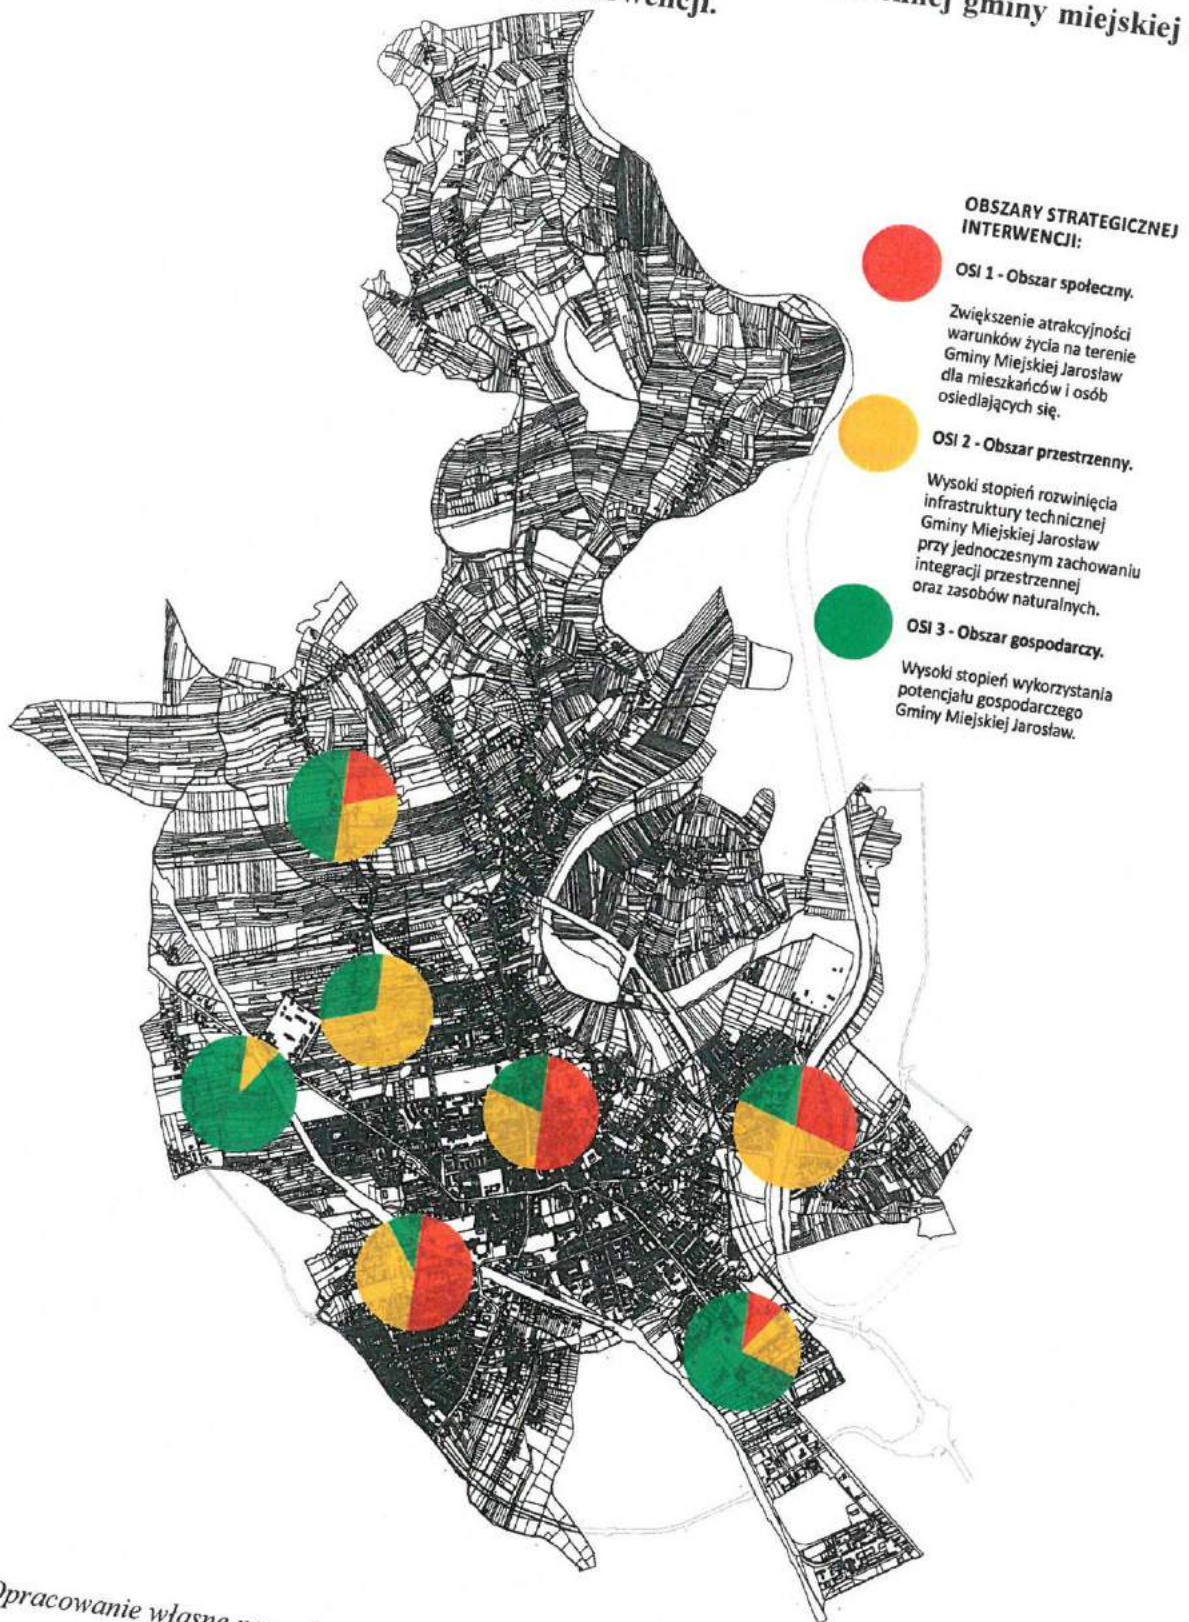 gminy miejskiej
OBSZARY STRATEGICZNEJ
INTERWENCJI:
OSI 1 - Obszar społeczny.
Zwiększenie atrakcyjności
warunków życia na terenie
Gminy Miejskiej Jarosław
dla mieszkańców i osób
osiedlających się.
OSI 2 - Obszar przestrzenny.
Wysoki stopień rozwinięcia
infrastruktury technicznej
Gminy Miejskiej Jarosław
przy jednoczesnym zachowaniu
integracji przestrzennej
oraz zasobów naturalnych.
OSI 3 - Obszar gospodarczy.
Wysoki stopień wykorzystania
potencjału gospodarczego
Gminy Miejskiej Jarosław.
Opracowanie własne